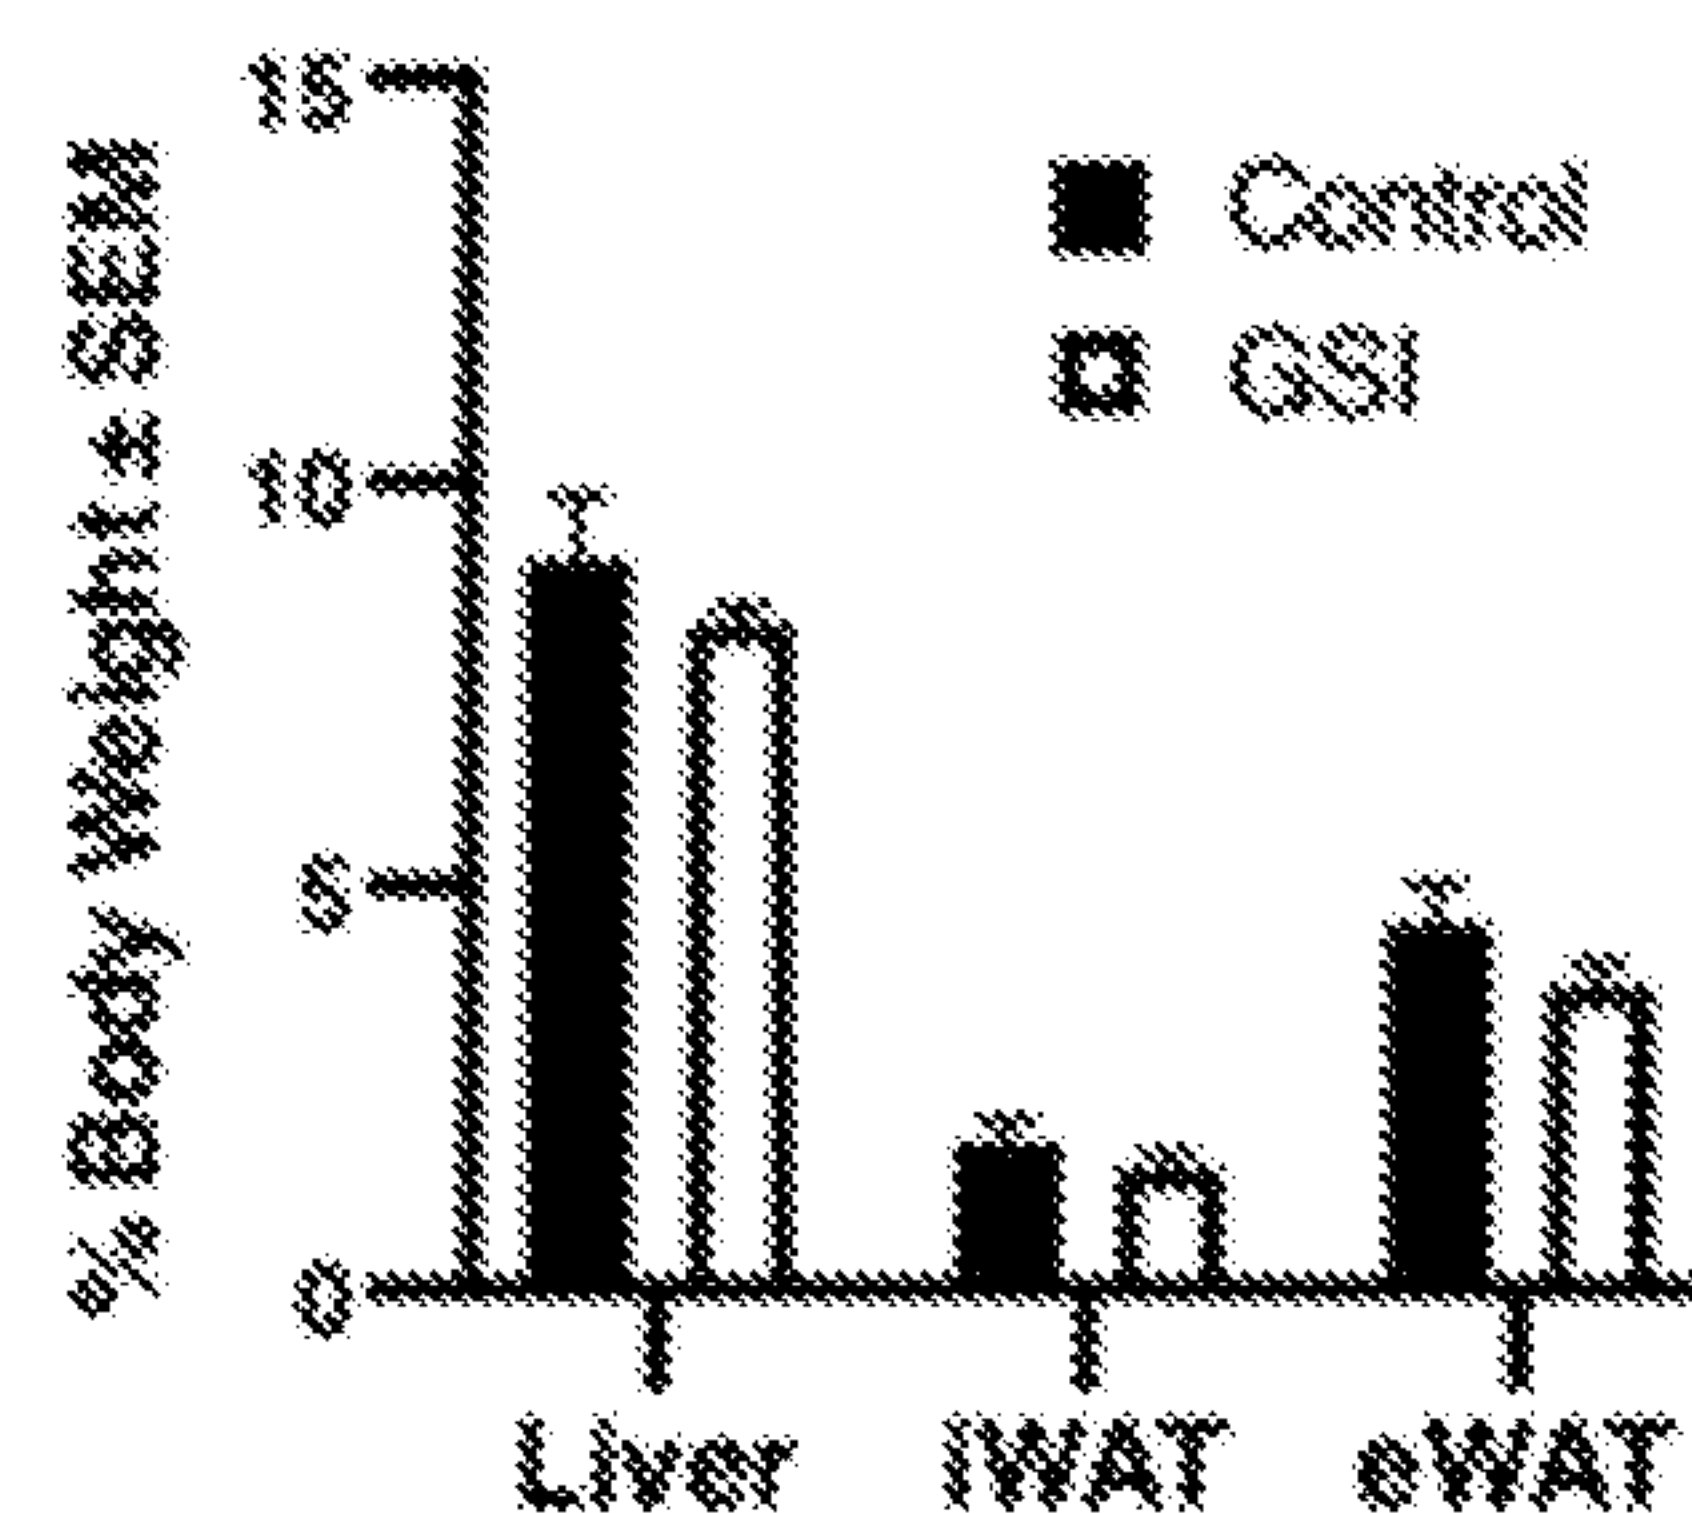 % Body Weight ± SEM
15
10
5
0
Control
GSI
Liver
iWAT
eWAT